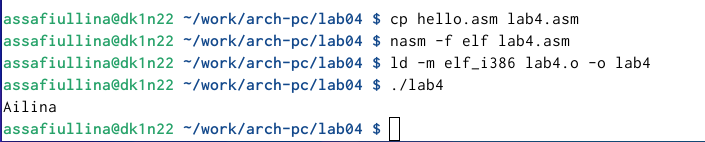 assafiullina@dk1n22 ~/work/arch-pc/lab04 $ cp hello.asm lab4.asm
assafiullina@dk1n22 ~/work/arch-pc/lab04 $ nasm -f elf lab4.asm
assafiullina@dk1n22 ~/work/arch-pc/lab04 $ ld -m elf_i386 lab4.o -o lab4
assafiullina@dk1n22 ~/work/arch-pc/lab04 $ ./lab4
Ailina
assafiullina@dk1n22 ~/work/arch-pc/lab04 $